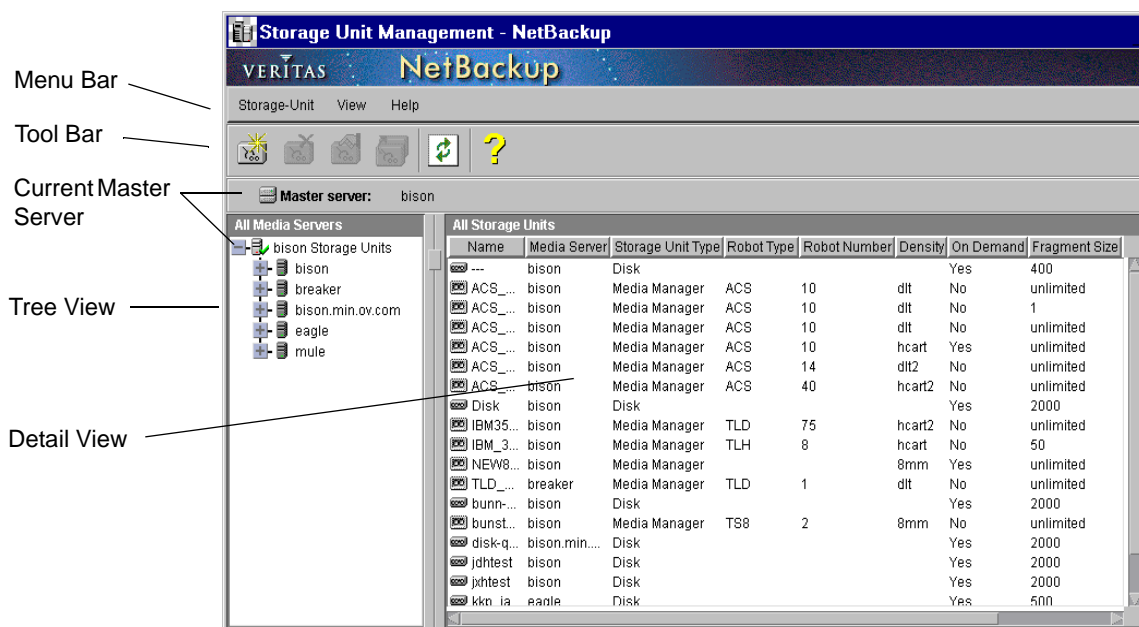 Storage Unit Management - NetBackup
VERITAS NetBackup
Menu Bar
Storage-Unit View Help
Tool Bar
Current Master Server
Master server: bison
All Media Servers
bison Storage Units
bison
breaker
bison.min.ov.com
eagle
mule
Tree View
Detail View
All Storage Units
Name Media Server Storage Unit Type Robot Type Robot Number Density On Demand Fragment Size
--- bison Disk Yes 400
ACS_... bison Media Manager ACS 10 dlt No unlimited
ACS_... bison Media Manager ACS 10 dlt No 1
ACS_... bison Media Manager ACS 10 dlt No unlimited
ACS_... bison Media Manager ACS 10 hcart Yes unlimited
ACS_... bison Media Manager ACS 14 dlt2 No unlimited
ACS_... bison Media Manager ACS 40 hcart2 No unlimited
Disk bison Disk Yes 2000
IBM35... bison Media Manager TLD 75 hcart2 No unlimited
IBM_3... bison Media Manager TLH 8 hcart No 50
NEW8... bison Media Manager 8mm Yes unlimited
TLD_... breaker Media Manager TLD 1 dlt No unlimited
bunn-... bison Disk Yes 2000
bunst... bison Media Manager TS8 2 8mm No unlimited
disk-q... bison.min.... Disk Yes 2000
jdhtest bison Disk Yes 2000
jxhtest bison Disk Yes 2000
kkp_ja eagle Disk Yes 500